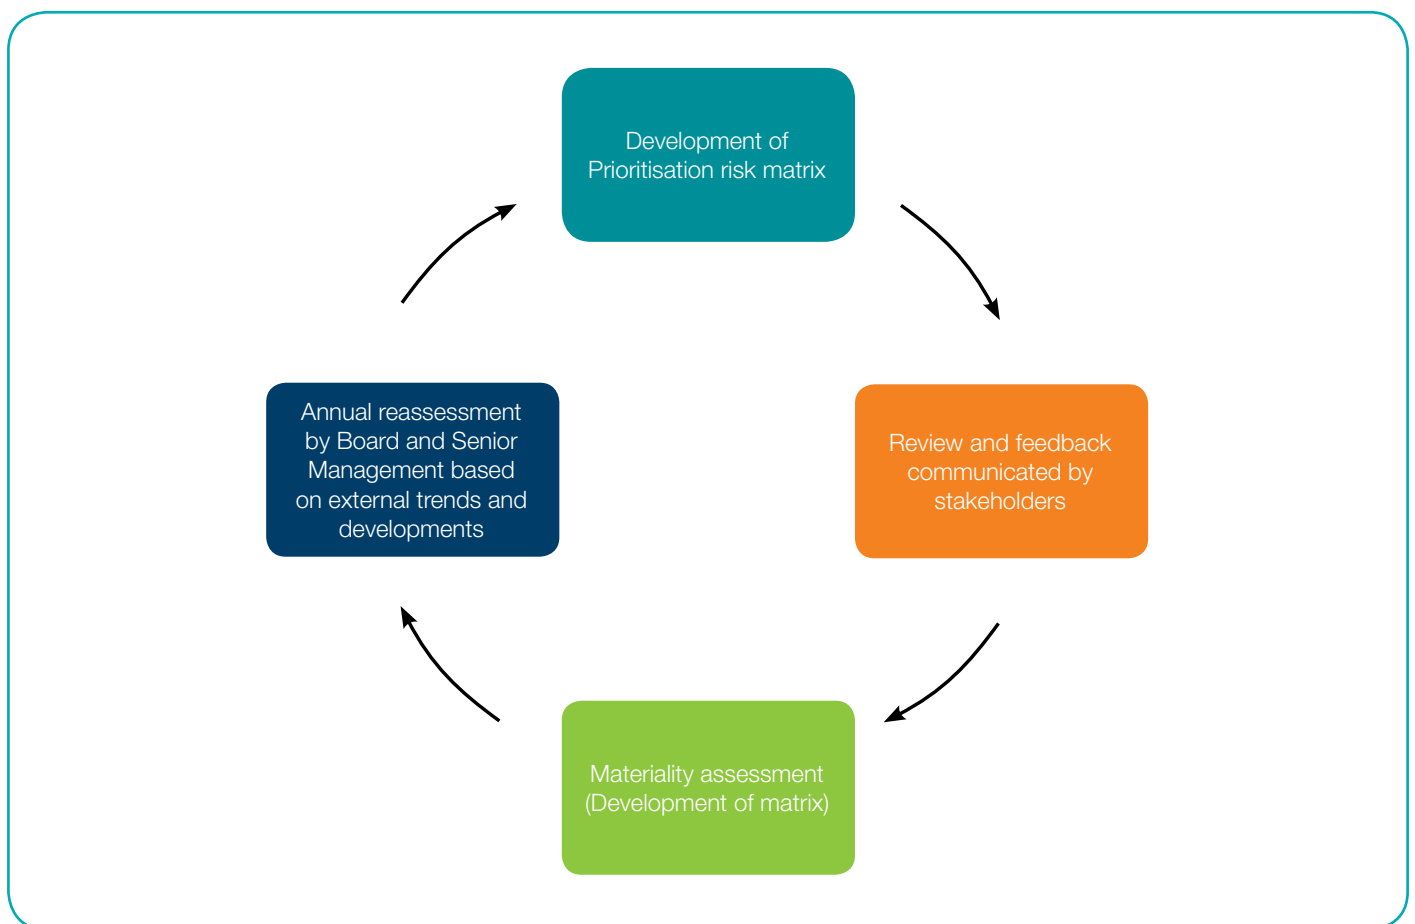 Development of
Prioritisation risk matrix
Review and feedback
communicated by
stakeholders
Materiality assessment
(Development of matrix)
Annual reassessment
by Board and Senior
Management based
on external trends and
developments